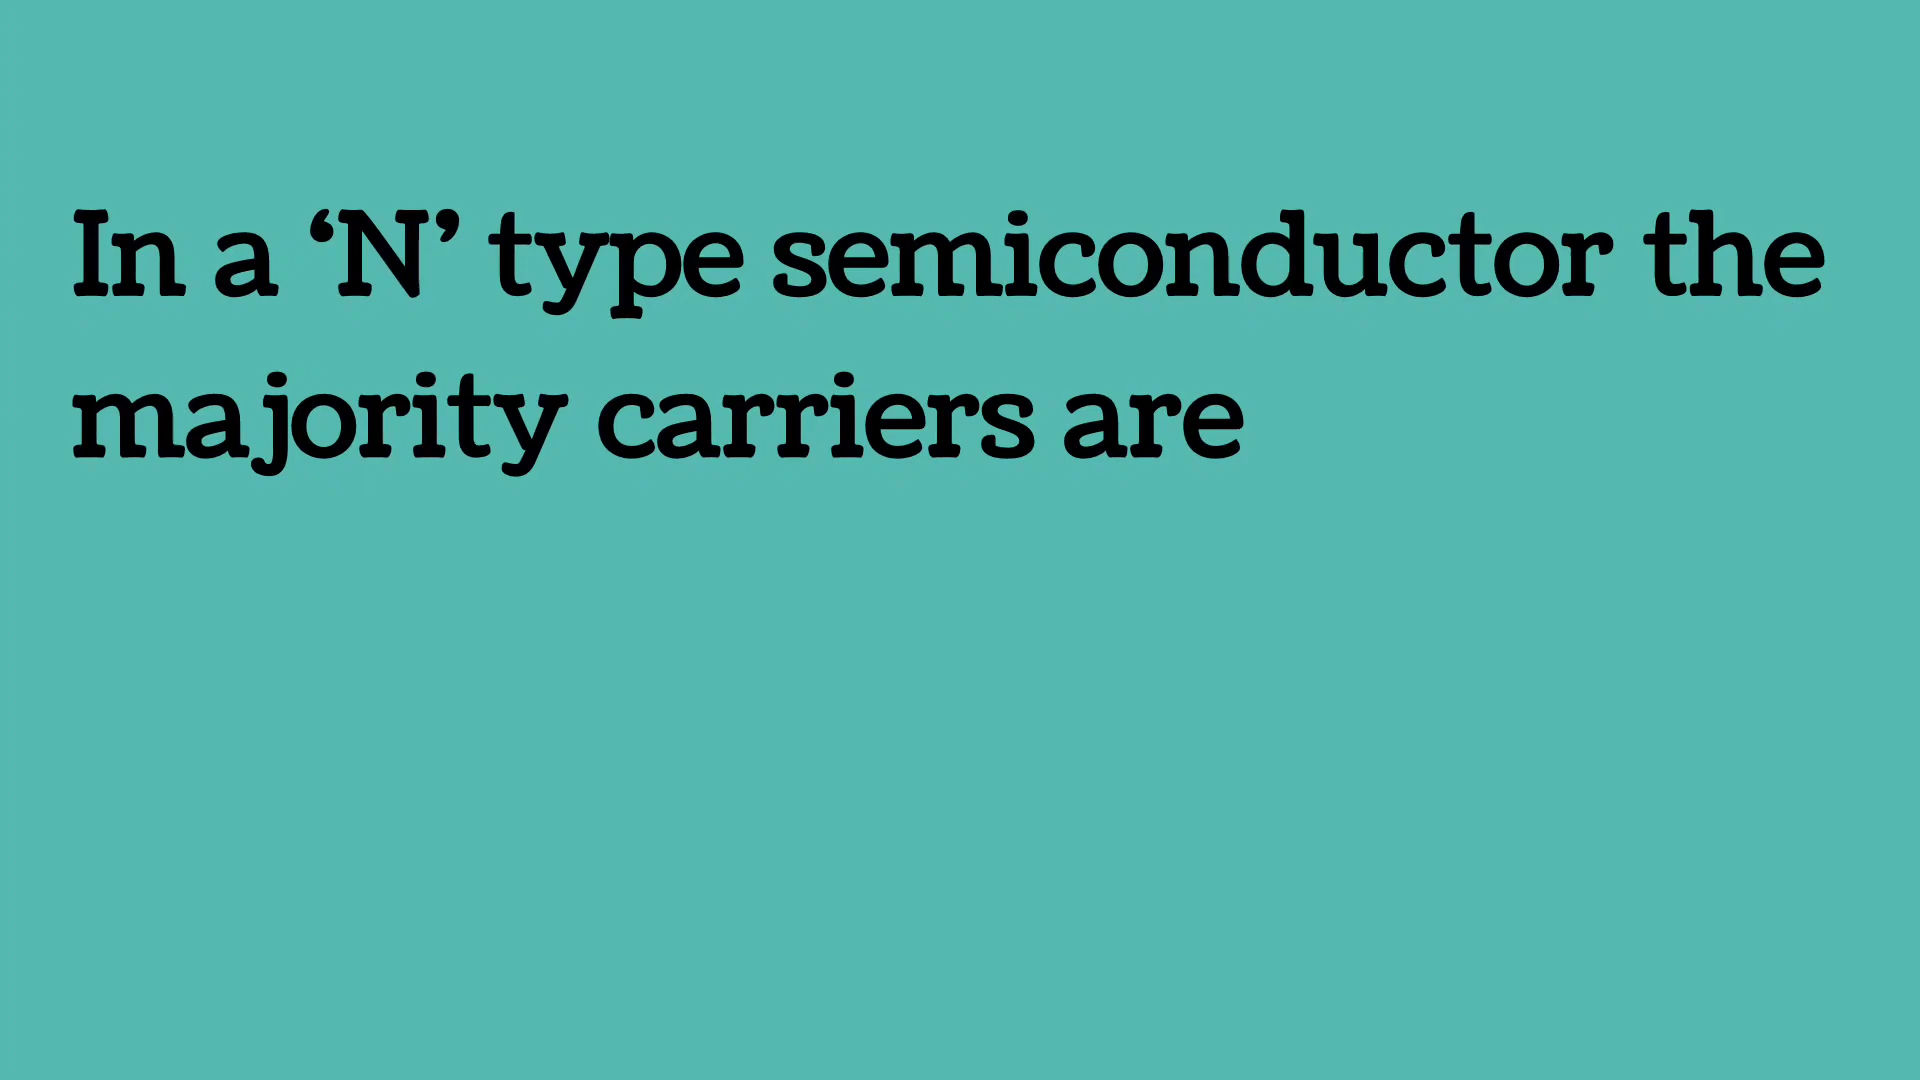 In a ‘N’ type semiconductor the
majority carriers are